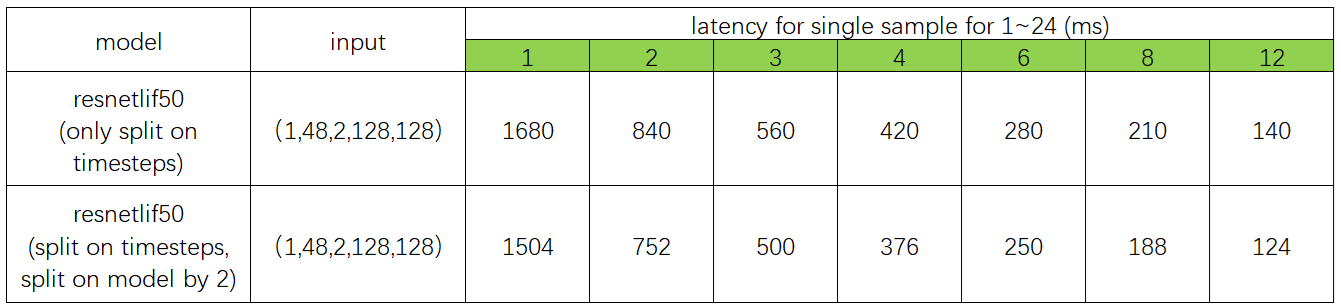 model input latency for single sample for 1~24 (ms)
1 2 3 4 6 8 12
resnetlif50
(only split on
timesteps)
(1,48,2,128,128) 1680 840 560 420 280 210 140
resnetlif50
(split on timesteps,
split on model by 2)
(1,48,2,128,128) 1504 752 500 376 250 188 124